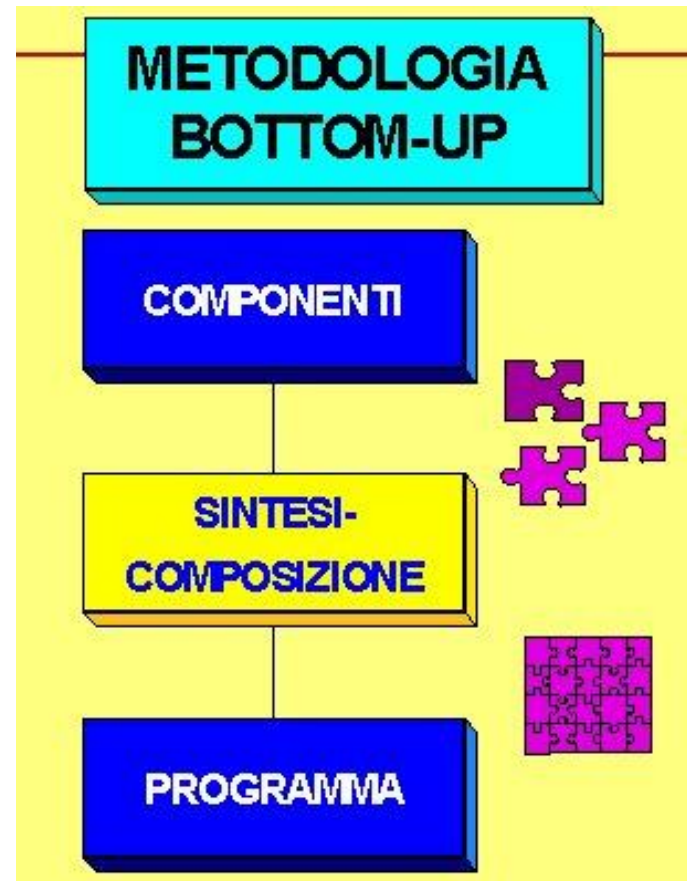 METODOLOGIA
BOTTOM-UP
COMPONENTI
SINTESI-
COMPOSIZIONE
PROGRAMMA